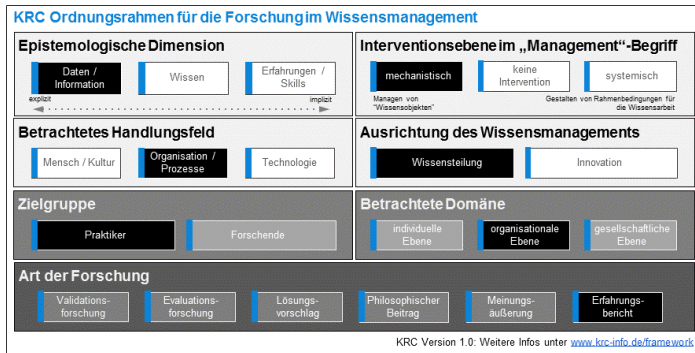 KRC Ordnungsrahmen für die Forschung im Wissensmanagement
Epistemologische Dimension
Daten /
Information
Wissen
Erfahrungen /
Skills
explizit
implizit
Interventionsebene im „Management“-Begriff
mechanistisch
keine
Intervention
systemisch
Managen von
"Wissensobjekten"
Gestalten von Rahmenbedingungen für
die Wissensarbeit
Betrachtetes Handlungsfeld
Mensch / Kultur
Organisation /
Prozesse
Technologie
Ausrichtung des Wissensmanagements
Wissensteilung
Innovation
Zielgruppe
Praktiker
Forschende
Betrachtete Domäne
individuelle
Ebene
organisationale
Ebene
gesellschaftliche
Ebene
Art der Forschung
Validations-
forschung
Evaluations-
forschung
Lösungs-
vorschlag
Philosophischer
Beitrag
Meinungs-
äußerung
Erfahrungs-
bericht
KRC Version 1.0: Weitere Infos unter www.krc-info.de/framework